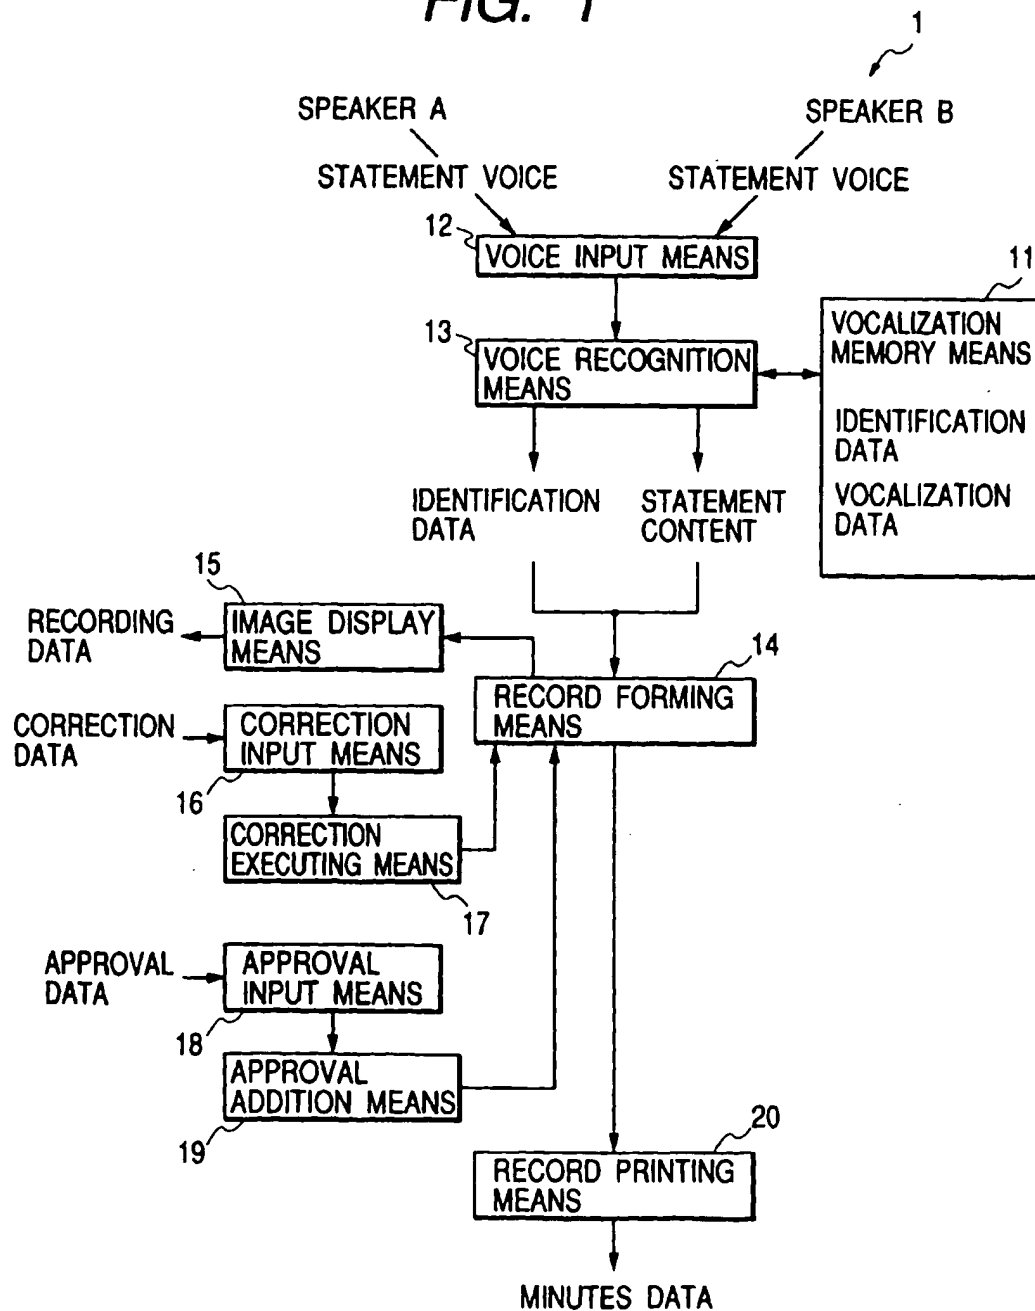 FIG. 1
1
SPEAKER A
SPEAKER B
STATEMENT VOICE
STATEMENT VOICE
12
VOICE INPUT MEANS
11
VOCALIZATION
MEMORY MEANS
IDENTIFICATION
DATA
VOCALIZATION
DATA
13
VOICE RECOGNITION
MEANS
IDENTIFICATION
DATA
STATEMENT
CONTENT
15
RECORDING
DATA
IMAGE DISPLAY
MEANS
14
RECORD FORMING
MEANS
CORRECTION
DATA
CORRECTION
INPUT MEANS
16
CORRECTION
EXECUTING MEANS
17
APPROVAL
DATA
APPROVAL
INPUT MEANS
18
APPROVAL
ADDITION MEANS
19
20
RECORD PRINTING
MEANS
MINUTES DATA